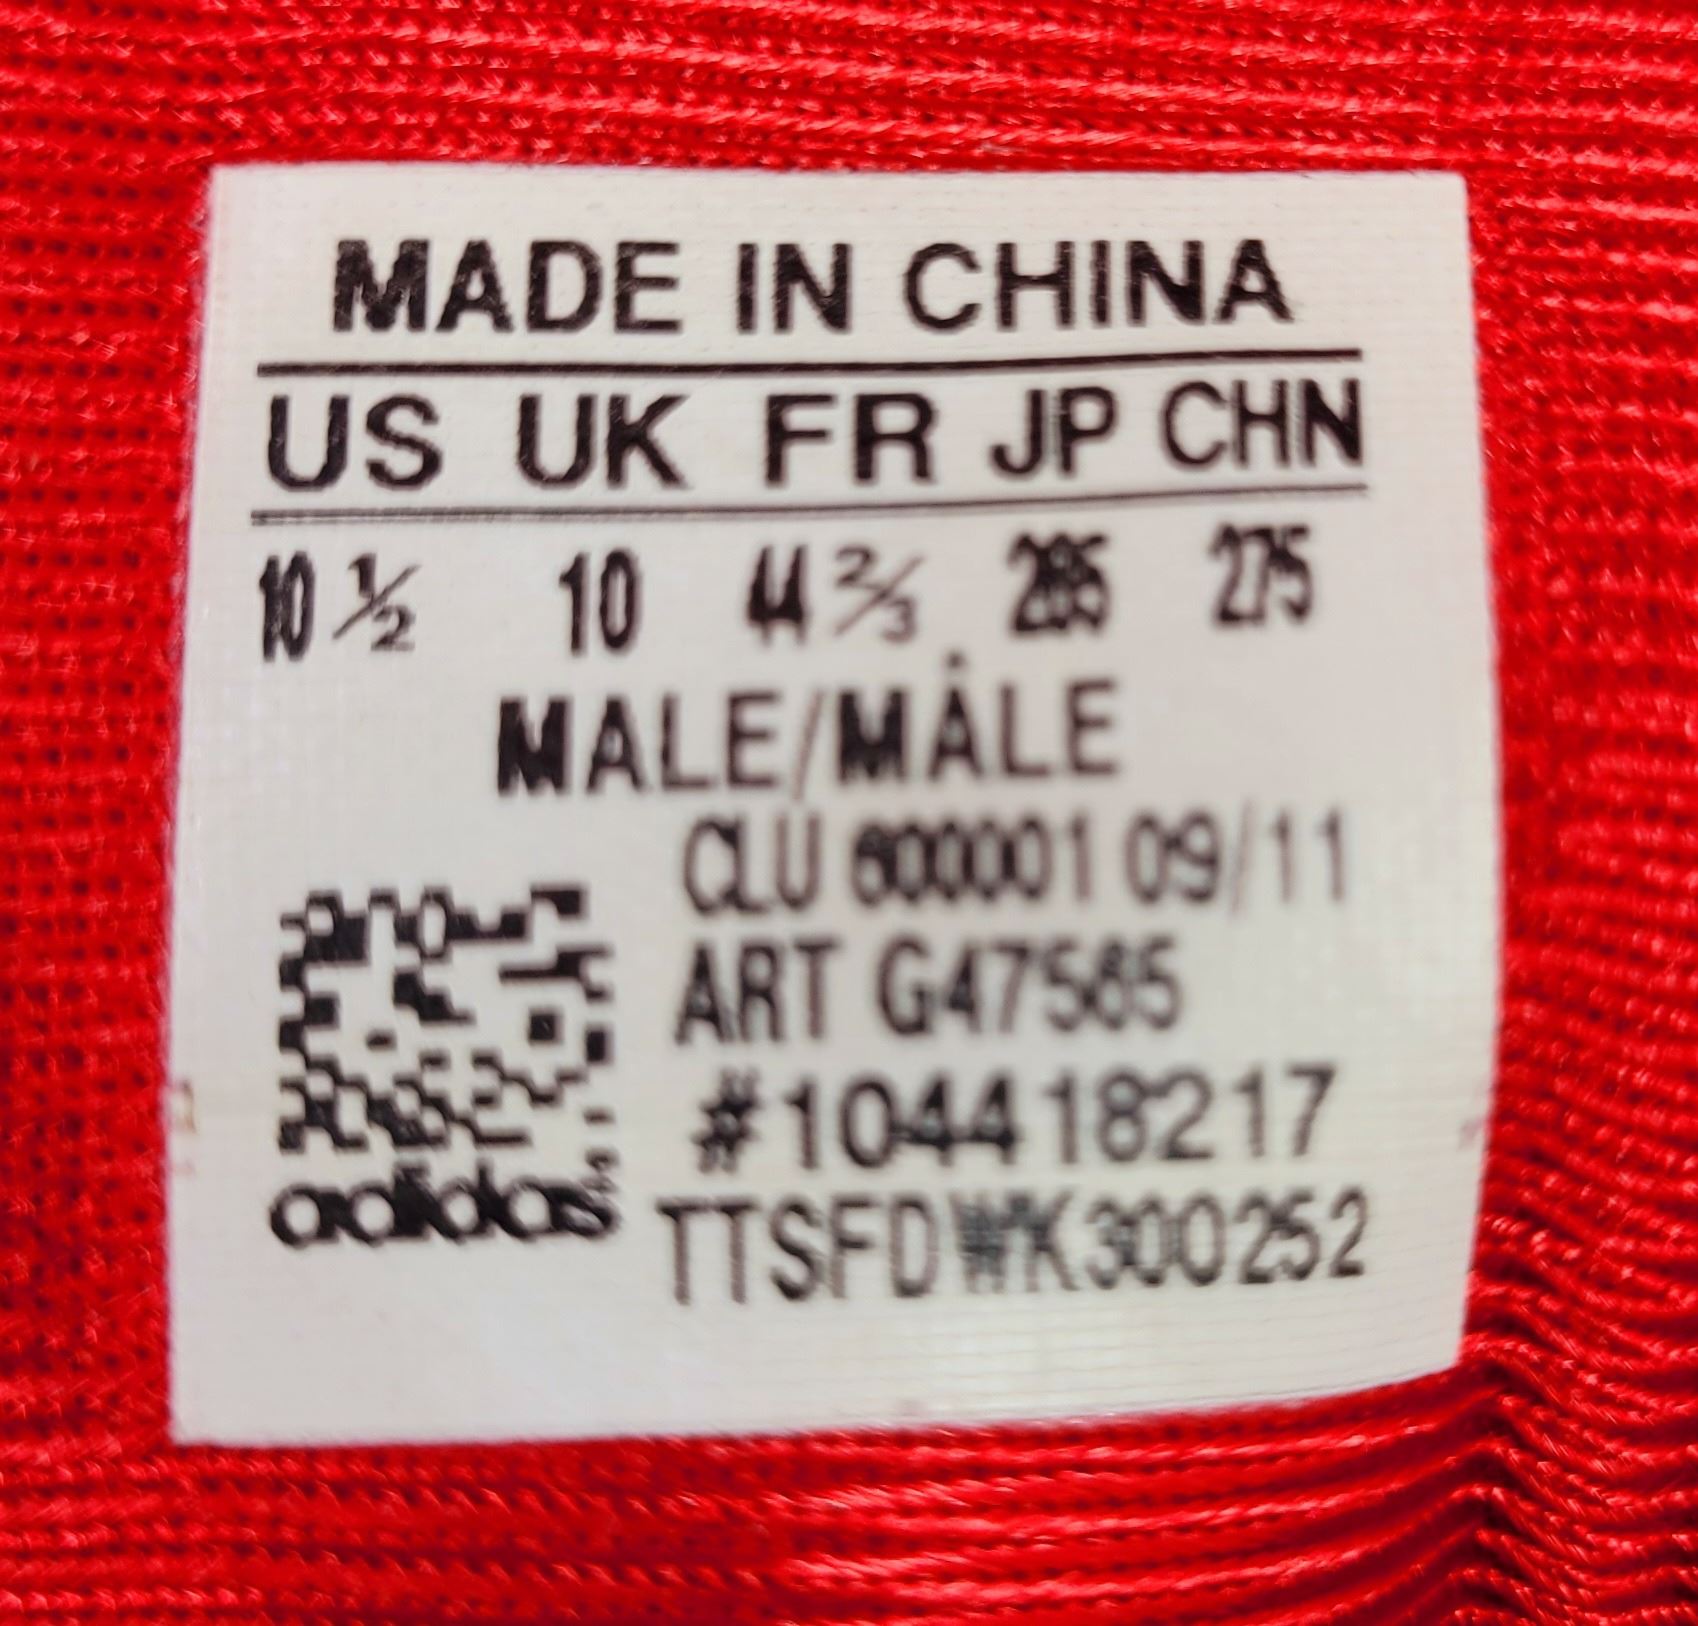 MADE IN CHINA
US UK FR JP CHN
10 ½ 10 44 ⅔ 285 275
MALE/MÂLE
CLU 600001 09/11
ART G47565
#104418217
TTSFDWK300252
adidas